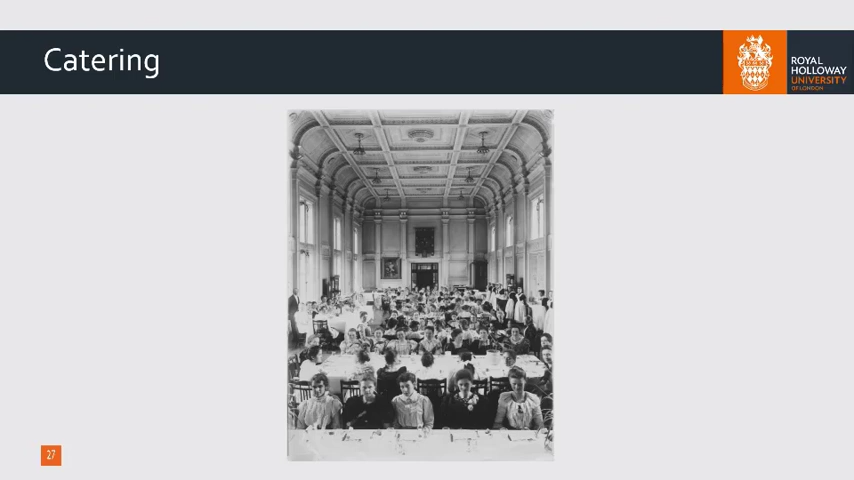 Catering
ROYAL
HOLLOWAY
UNIVERSITY
OF LONDON
27